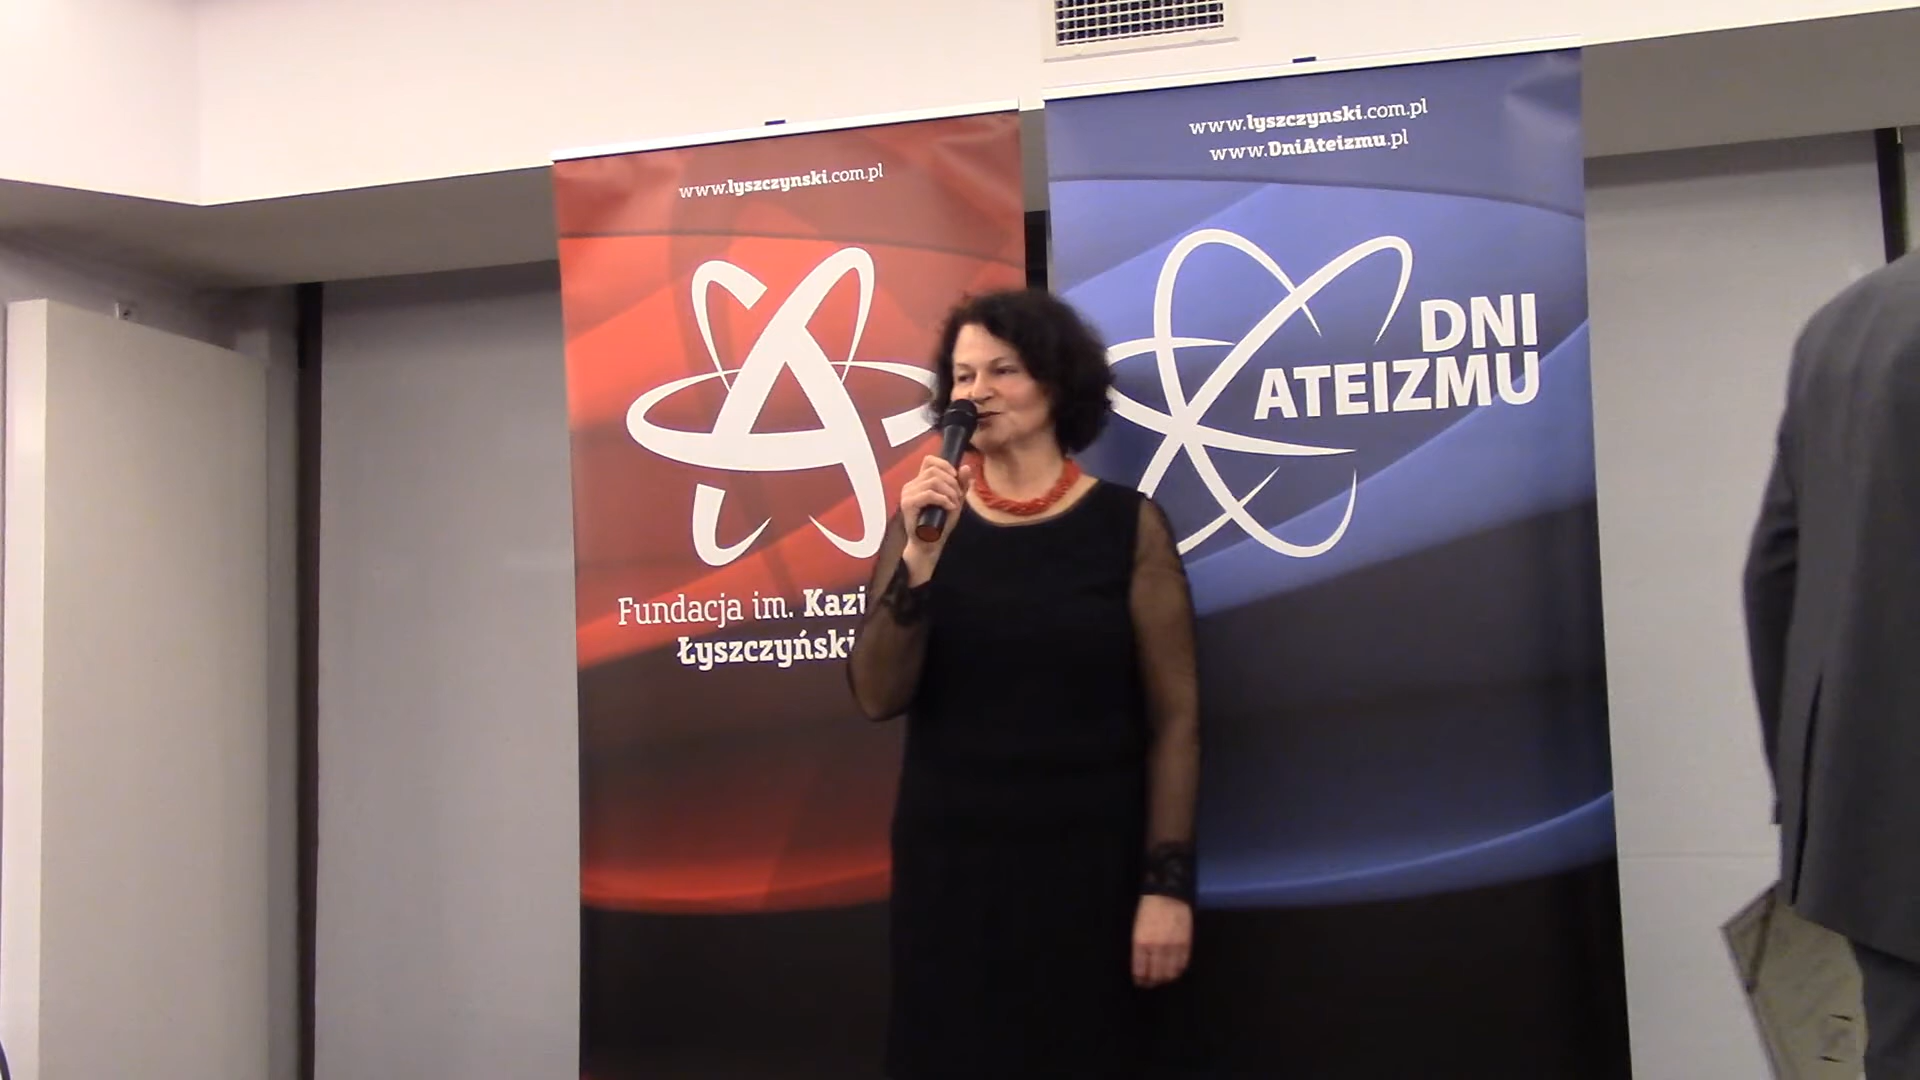 www.lyszczynski.com.pl
Fundacja im. Kazi
Łyszczyński
www.lyszczynski.com.pl
www.DniAteizmu.pl
DNI
ATEIZMU